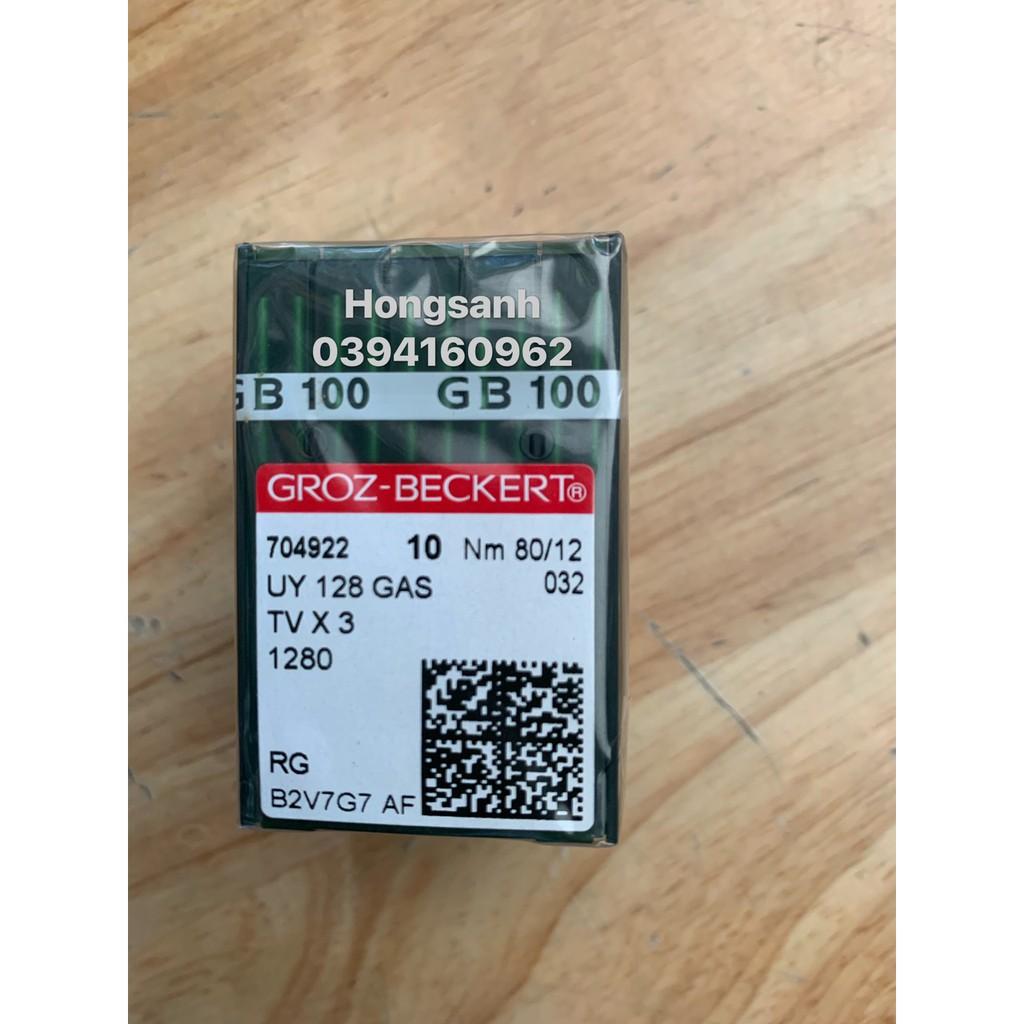 Hongsanh
0394160962
GB 100 GB 100
GROZ-BECKERT®
704922 10 Nm 80/12
UY 128 GAS 032
TV X 3
1280
RG
B2V7G7 AF